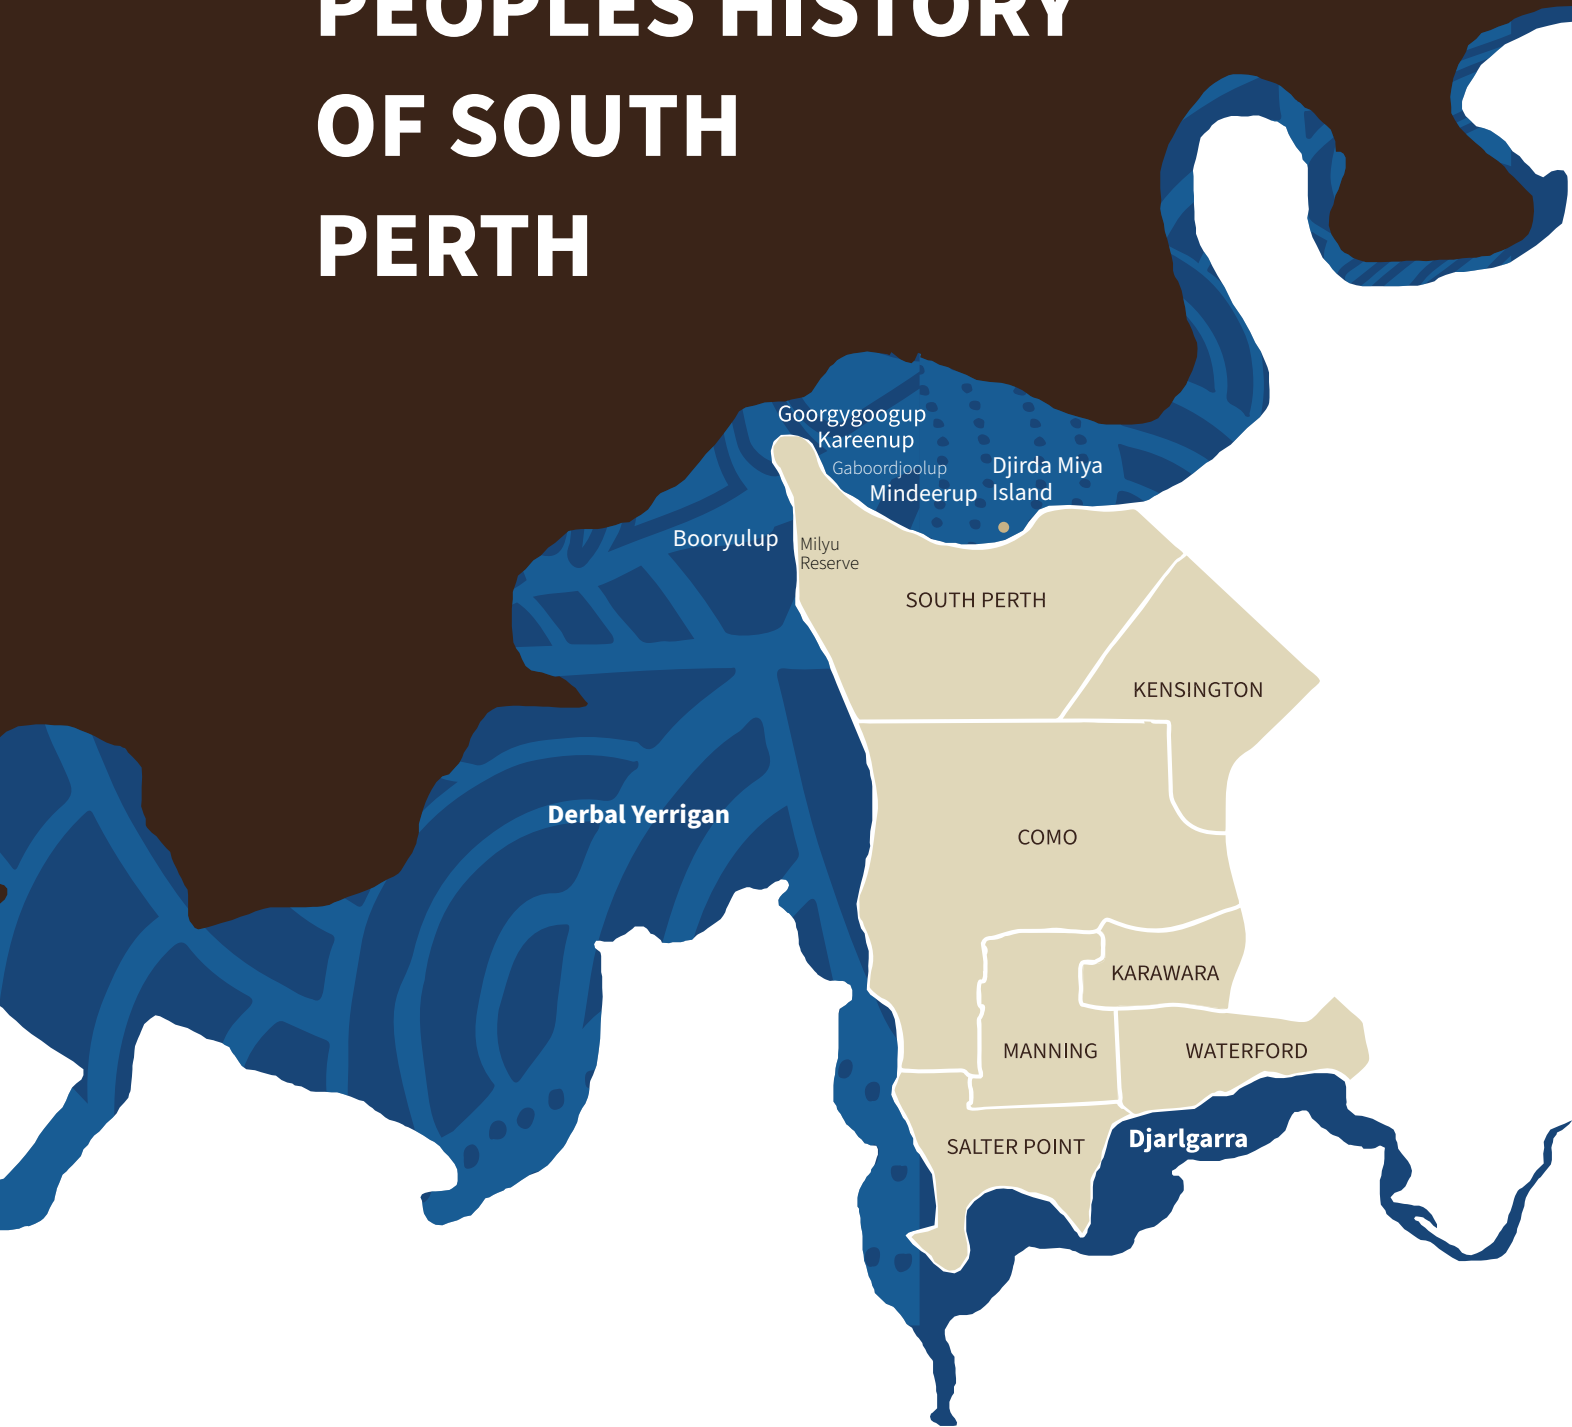 PEOPLES HISTORY
OF SOUTH
PERTH
Goorgygoogup
Kareenup
Gaboordjoolup
Mindeerup
Djirda Miya
Island
Booryulup
Milyu
Reserve
SOUTH PERTH
KENSINGTON
Derbal Yerrigan
COMO
KARAWARA
MANNING
WATERFORD
Djarlgarra
SALTER POINT